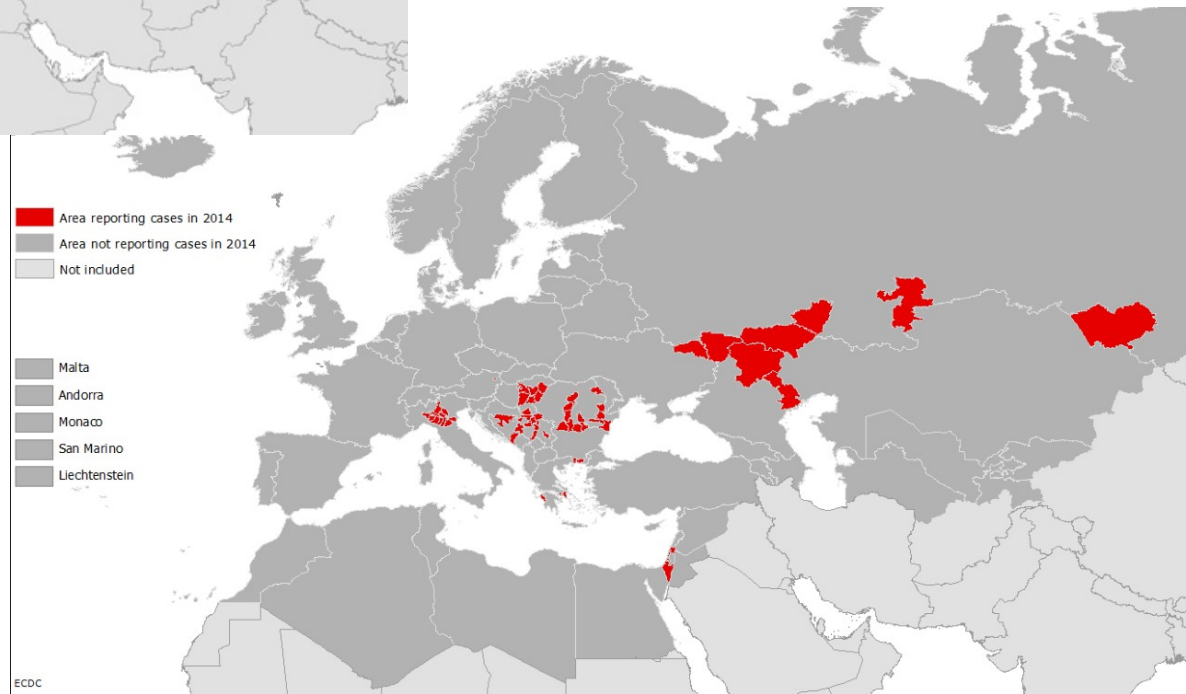 Area reporting cases in 2014
Area not reporting cases in 2014
Not included
Malta
Andorra
Monaco
San Marino
Liechtenstein
ECDC